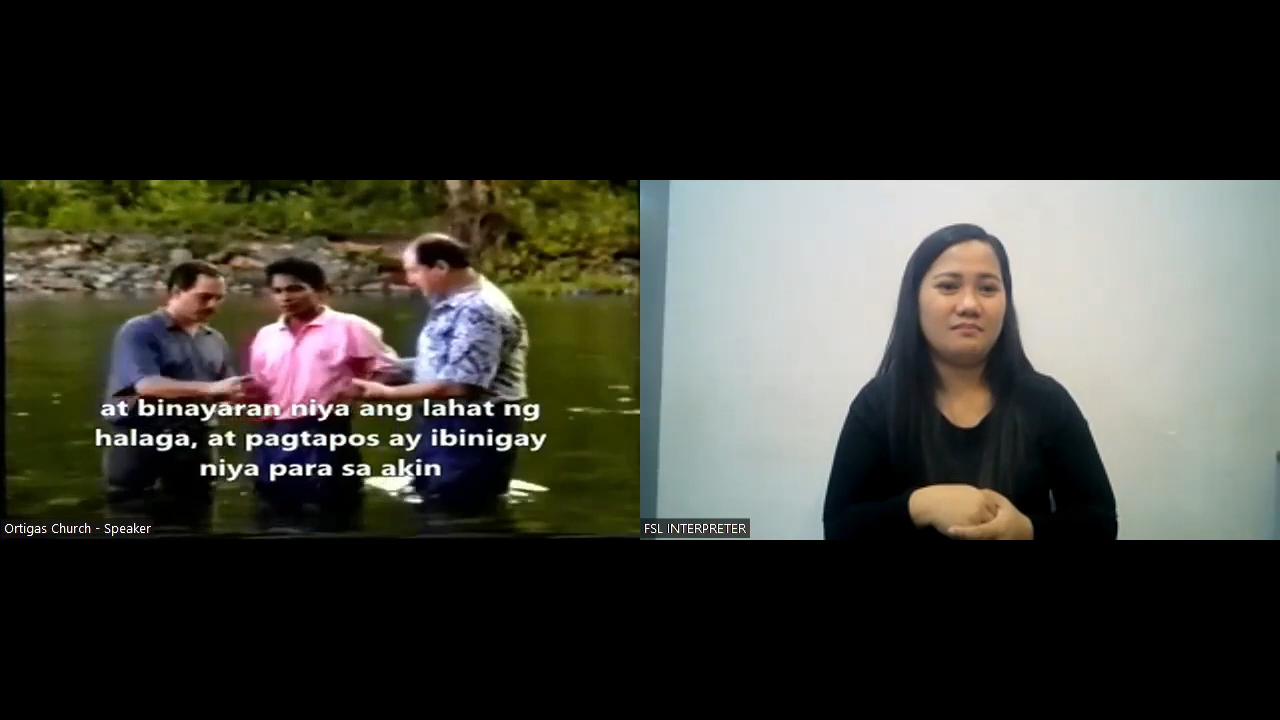 at binayaran niya ang lahat ng
halaga, at pagtapos ay ibinigay
niya para sa akin
Ortigas Church - Speaker
FSL INTERPRETER